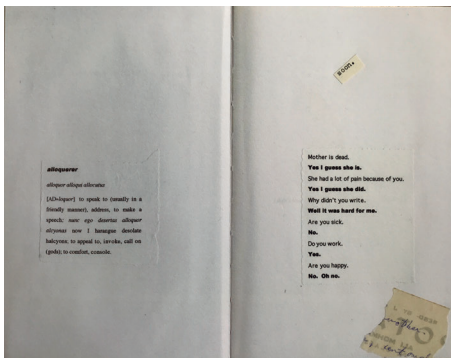 alloquerer
alloquor alloqui allocutus
[AD+loquor] to speak to (usually in a
friendly manner), address, to make a
speech; nunc ego desertas alloquor
alcyonas now I harangue desolate
halcyons; to appeal to, invoke, call on
(gods); to comfort, console.
soon.
Mother is dead.
Yes I guess she is.
She had a lot of pain because of you.
Yes I guess she did.
Why didn't you write.
Well it was hard for me.
Are you sick.
No.
Do you work.
Yes.
Are you happy.
No. Oh no.